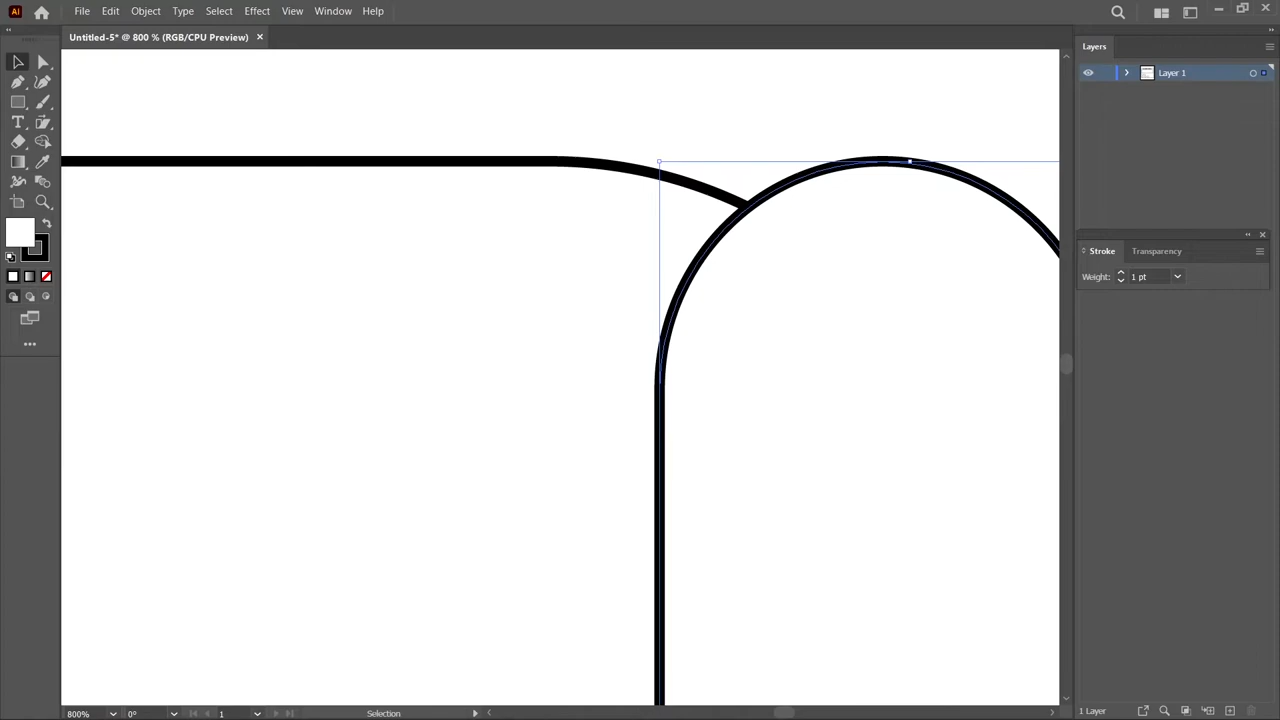 Ai File Edit Object Type Select Effect View Window Help
Untitled-5* @ 800 % (RGB/CPU Preview) ×
Layers
Layer 1
Stroke Transparency
Weight: 1 pt
800% 0° 1 Selection
1 Layer